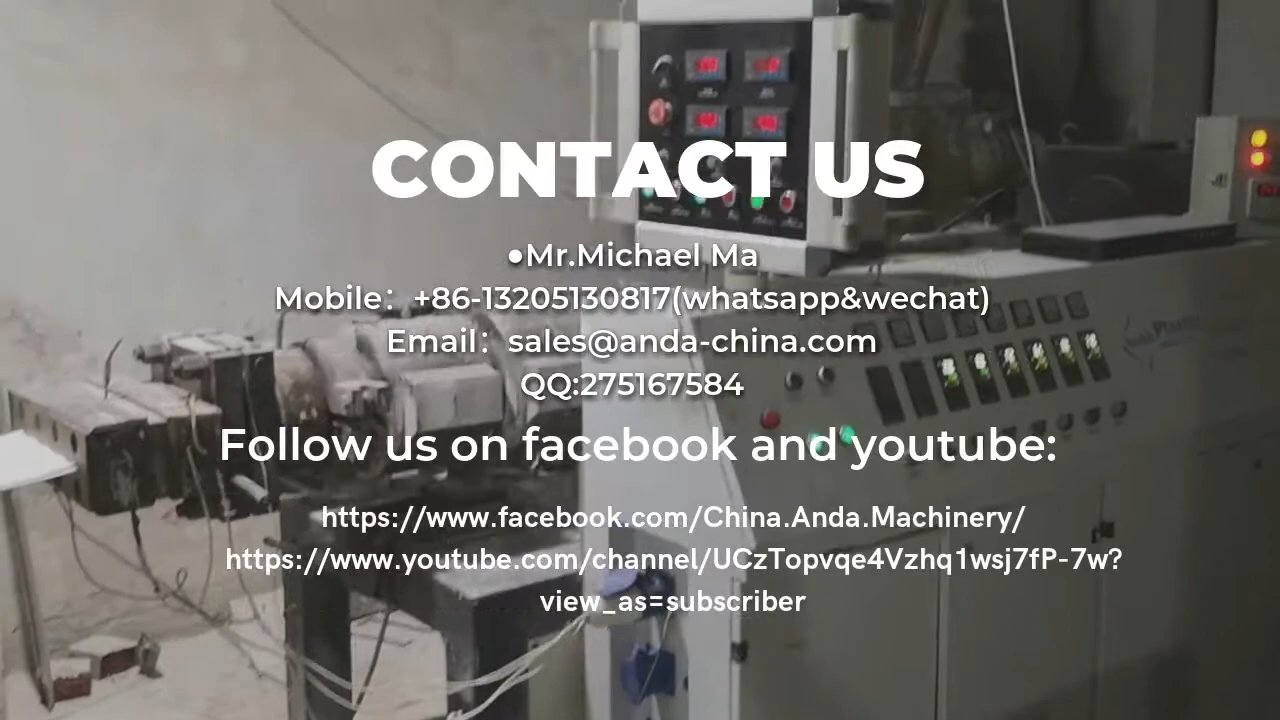 CONTACT US
●Mr.Michael Ma
Mobile：+86-13205130817(whatsapp&wechat)
Email：sales@anda-china.com
QQ:275167584
Follow us on facebook and youtube:
https://www.facebook.com/China.Anda.Machinery/
https://www.youtube.com/channel/UCzTopvqe4Vzhq1wsj7fP-7w?
view_as=subscriber